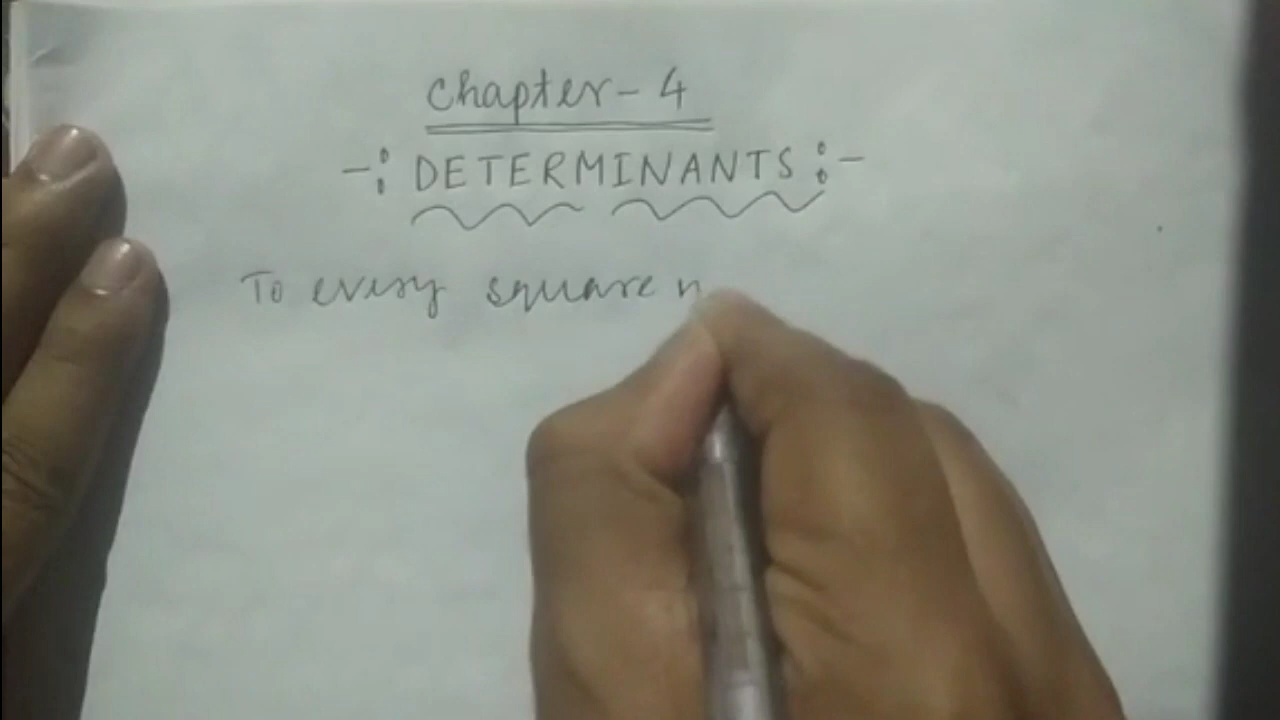 Chapter - 4
-: DETERMINANTS :-
To every square